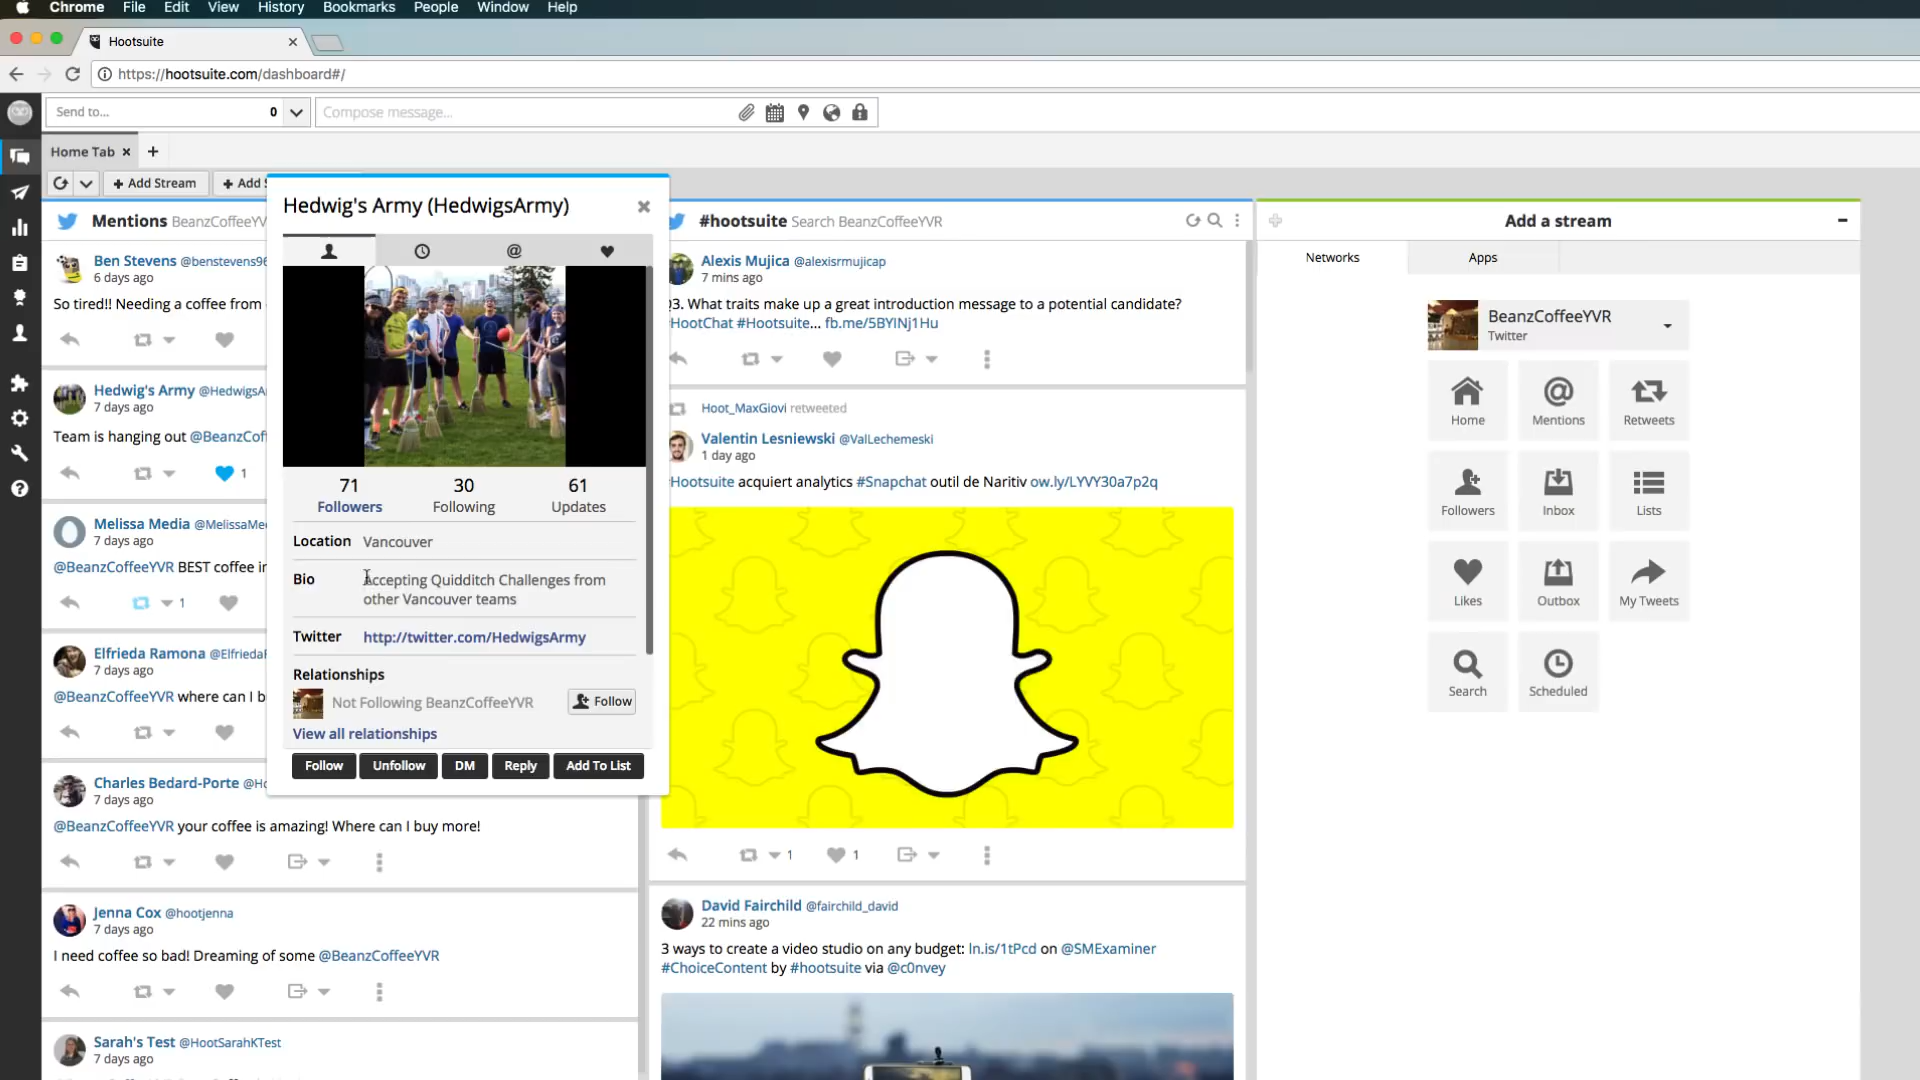 Chrome File Edit View History Bookmarks People Window Help
Hootsuite
https://hootsuite.com/dashboard#/
Send to... 0 Compose message...
Home Tab
Add Stream
Add S
Mentions BeanzCoffeeYV
Ben Stevens @benstevens96
6 days ago
So tired!! Needing a coffee from
Hedwig's Army @HedwigsA
7 days ago
Team is hanging out @BeanzCof
1
Melissa Media @MelissaMe
7 days ago
@BeanzCoffeeYVR BEST coffee in
1
Elfrieda Ramona @Elfrieda
7 days ago
@BeanzCoffeeYVR where can I b
Charles Bedard-Porte @Ho
7 days ago
@BeanzCoffeeYVR your coffee is amazing! Where can I buy more!
Jenna Cox @hootjenna
7 days ago
I need coffee so bad! Dreaming of some @BeanzCoffeeYVR
Sarah's Test @HootSarahKTest
7 days ago
Hedwig's Army (HedwigsArmy)
71 30 61
Followers Following Updates
Location Vancouver
Bio Accepting Quidditch Challenges from
other Vancouver teams
Twitter http://twitter.com/HedwigsArmy
Relationships
Not Following BeanzCoffeeYVR Follow
View all relationships
Follow Unfollow DM Reply Add To List
#hootsuite Search BeanzCoffeeYVR
Alexis Mujica @alexisrmujicap
7 mins ago
3. What traits make up a great introduction message to a potential candidate?
HootChat #Hootsuite... fb.me/5BYlNj1Hu
Hoot_MaxGiovi retweeted
Valentin Lesniewski @ValLechemeski
1 day ago
Hootsuite acquiert analytics #Snapchat outil de Naritiv ow.ly/LYVY30a7p2q
1 1
David Fairchild @fairchild_david
22 mins ago
3 ways to create a video studio on any budget: ln.is/1tPcd on @SMExaminer
#ChoiceContent by #hootsuite via @c0nvey
Add a stream
Networks Apps
BeanzCoffeeYVR
Twitter
Home Mentions Retweets
Followers Inbox Lists
Likes Outbox My Tweets
Search Scheduled